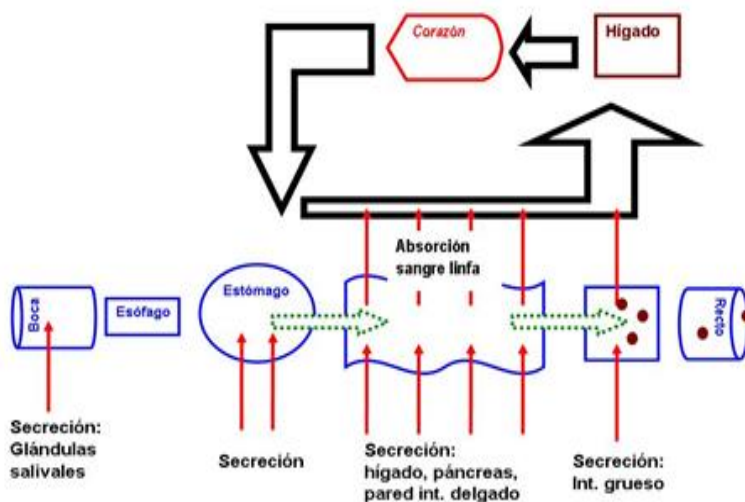 Corazón
Hígado
Absorción
sangre linfa
Boca
Esófago
Estómago
Recto
Secreción:
Glándulas
salivales
Secreción
Secreción:
hígado, páncreas,
pared int. delgado
Secreción:
Int. grueso